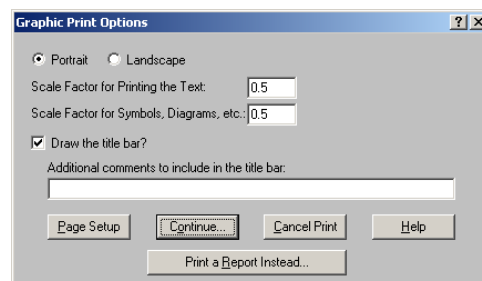 Graphic Print Options
Portrait Landscape
Scale Factor for Printing the Text: 0.5
Scale Factor for Symbols, Diagrams, etc.: 0.5
Draw the title bar?
Additional comments to include in the title bar:
Page Setup Continue... Cancel Print Help
Print a Report Instead...